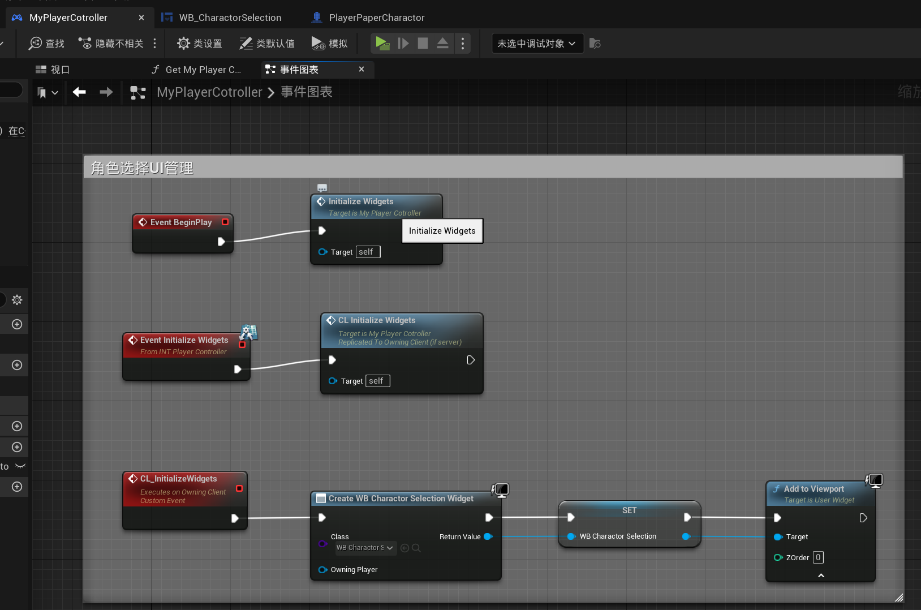 MyPlayerCotroller
WB_CharactorSelection
PlayerPaperCharactor
查找
隐藏不相关
类设置
类默认值
模拟
未选中调试对象
视口
Get My Player C...
事件图表
MyPlayerCotroller
事件图表
缩放
) 在C
to
角色选择UI管理
Event BeginPlay
Initialize Widgets
Target is My Player Cotroller
Target self
Initialize Widgets
Event Initialize Widgets
From INT Player Controller
CL Initialize Widgets
Target is My Player Cotroller
Replicated To Owning Client (if server)
Target self
CL_InitializeWidgets
Executes on Owning Client
Custom Event
Create WB Charactor Selection Widget
Class
WB Charactor S
Return Value
Owning Player
SET
WB Charactor Selection
Add to Viewport
Target is User Widget
Target
ZOrder 0